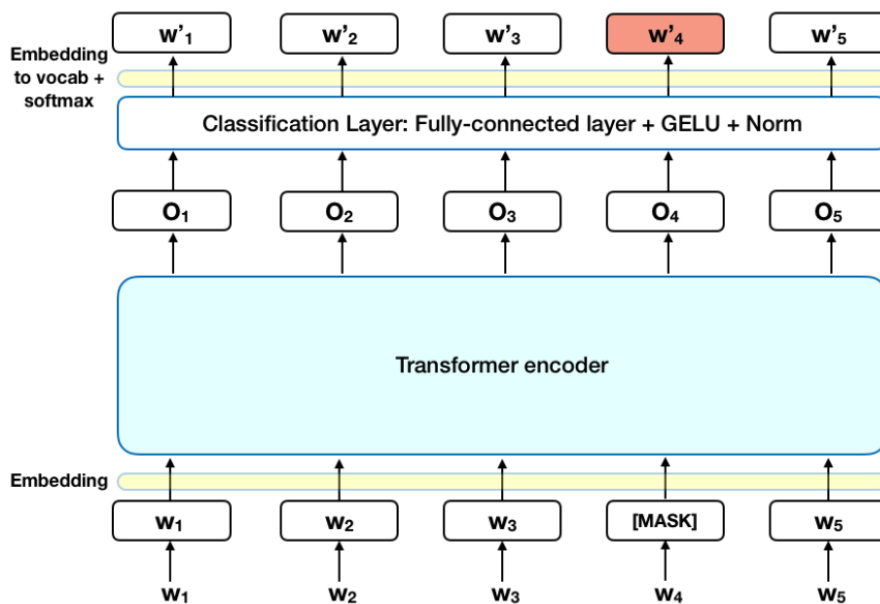 w'₁ w'₂ w'₃ w'₄ w'₅
Embedding
to vocab +
softmax
Classification Layer: Fully-connected layer + GELU + Norm
O₁ O₂ O₃ O₄ O₅
Transformer encoder
Embedding
w₁ w₂ w₃ [MASK] w₅
w₁ w₂ w₃ w₄ w₅